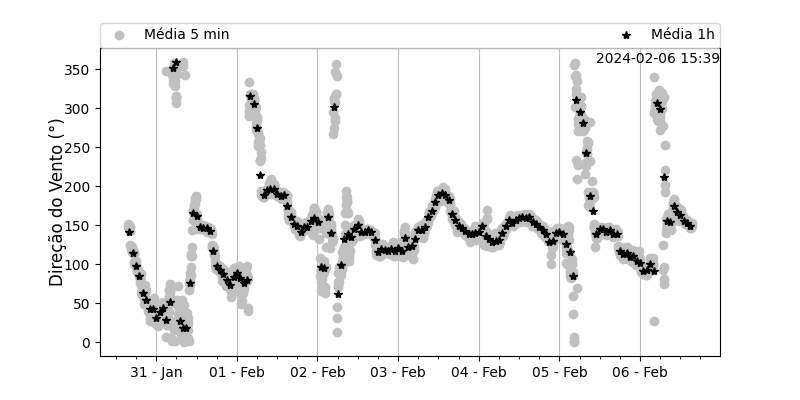 Média 5 min
Média 1h
2024-02-06 15:39
Direção do Vento (°)
350
300
250
200
150
100
50
0
31 - Jan
01 - Feb
02 - Feb
03 - Feb
04 - Feb
05 - Feb
06 - Feb